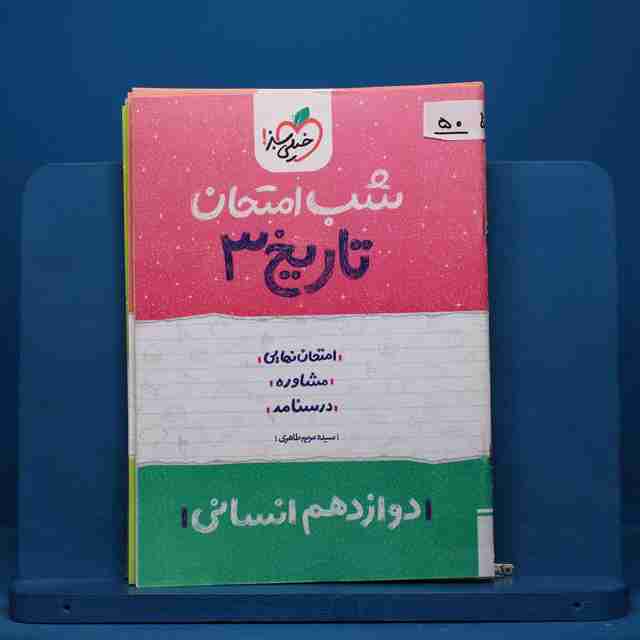 خیلی سبز!
۵۰
شب امتحان
تاریخ ۳
امتحان نهایی
مشاوره
درسنامه
سیده مریم طاهری
دوازدهم انسانی